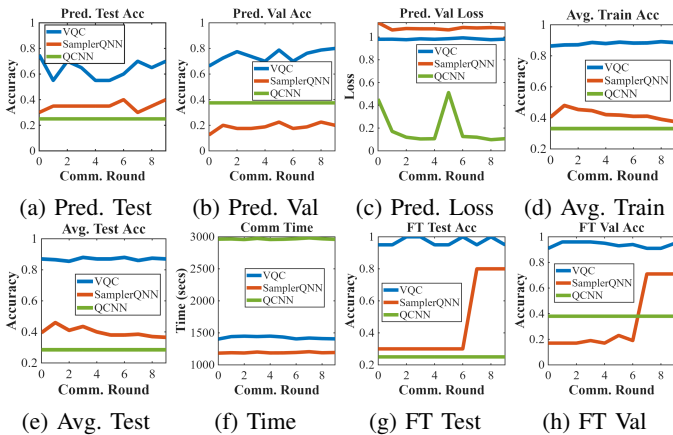 Pred. Test Acc
Accuracy
1
0.8
0.6
0.4
0.2
0
VQC
SamplerQNN
QCNN
0 2 4 6 8
Comm. Round
(a) Pred. Test
Pred. Val Acc
Accuracy
1
0.8
0.6
0.4
0.2
0
VQC
SamplerQNN
QCNN
0 2 4 6 8
Comm. Round
(b) Pred. Val
Pred. Val Loss
Loss
1
0.8
0.6
0.4
0.2
0
VQC
SamplerQNN
QCNN
0 2 4 6 8
Comm. Round
(c) Pred. Loss
Avg. Train Acc
Accuracy
1
0.8
0.6
0.4
0.2
VQC
SamplerQNN
QCNN
0 2 4 6 8
Comm. Round
(d) Avg. Train
Avg. Test Acc
Accuracy
1
0.8
0.6
0.4
0.2
VQC
SamplerQNN
QCNN
0 2 4 6 8
Comm. Round
(e) Avg. Test
Comm Time
Time (secs)
3000
2500
2000
1500
1000
VQC
SamplerQNN
QCNN
0 2 4 6 8
Comm. Round
(f) Time
FT Test Acc
Accuracy
1
0.8
0.6
0.4
0.2
VQC
SamplerQNN
QCNN
0 2 4 6 8
Comm. Round
(g) FT Test
FT Val Acc
Accuracy
1
0.8
0.6
0.4
0.2
0
VQC
SamplerQNN
QCNN
0 2 4 6 8
Comm. Round
(h) FT Val